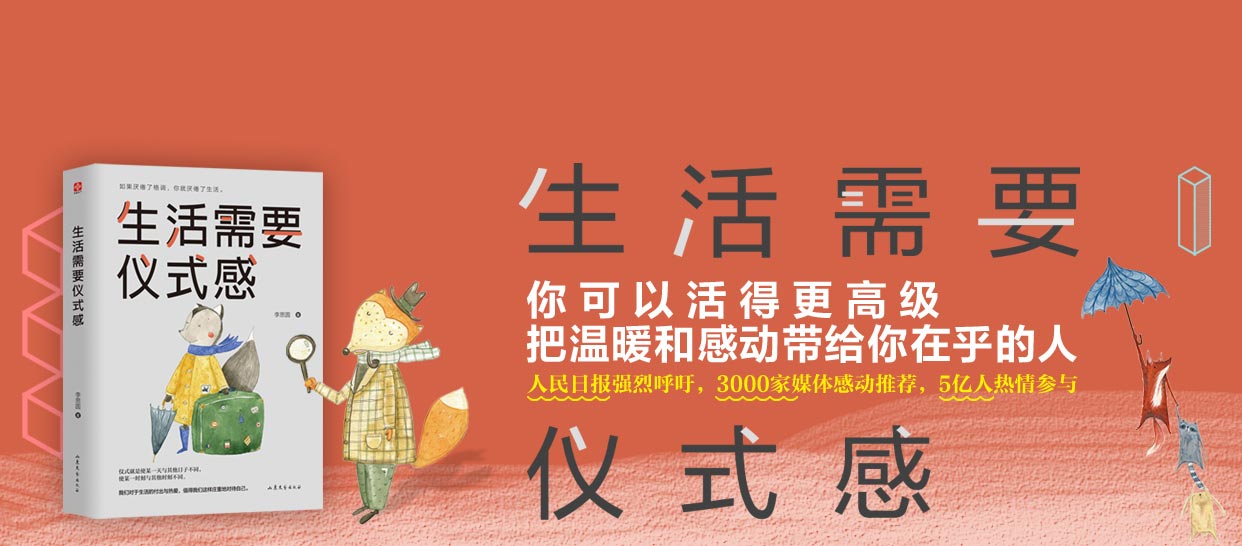 如果厌倦了格调，你就厌倦了生活。
生活需要
仪式感
李思圆 著
仪式就是使某一天与其他日子不同，
使某一时刻与其他时刻不同。
我们对于生活的付出与热爱，值得我们这样庄重地对待自己。
山东文艺出版社
生活需要仪式感
李思圆 著
山东文艺出版社
生活需要
你可以活得更高级
把温暖和感动带给你在乎的人
人民日报强烈呼吁，3000家媒体感动推荐，5亿人热情参与
仪式感